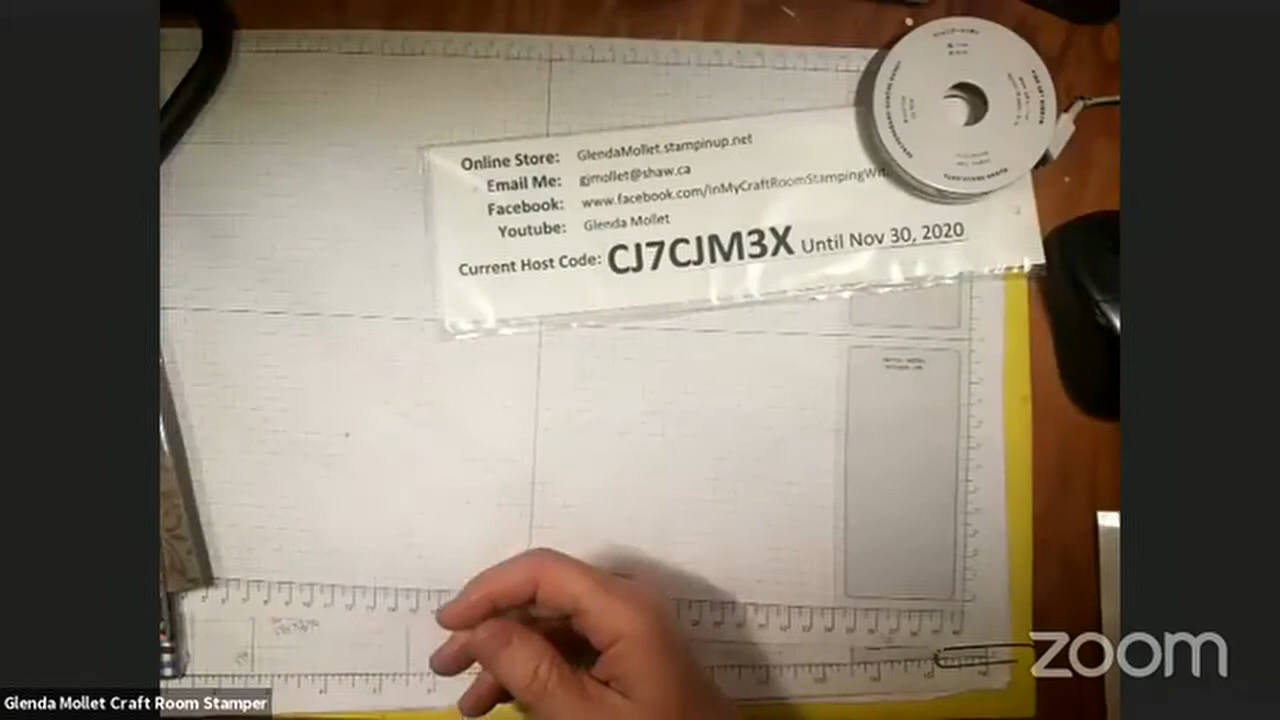 Online Store: GlendaMollet.stampinup.net
Email Me: gjmollet@shaw.ca
Facebook: www.facebook.com/InMyCraftRoomStampingWit
Youtube: Glenda Mollet
Current Host Code: CJ7CJM3X Until Nov 30, 2020
zoom
Glenda Mollet Craft Room Stamper